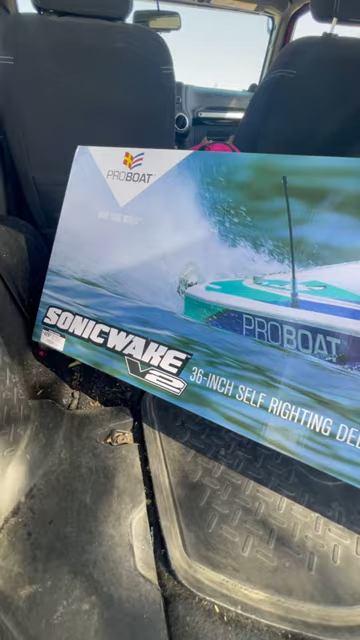 PROBOAT
PROBOAT
SONICWAKE
V2
36-INCH SELF RIGHTING DE